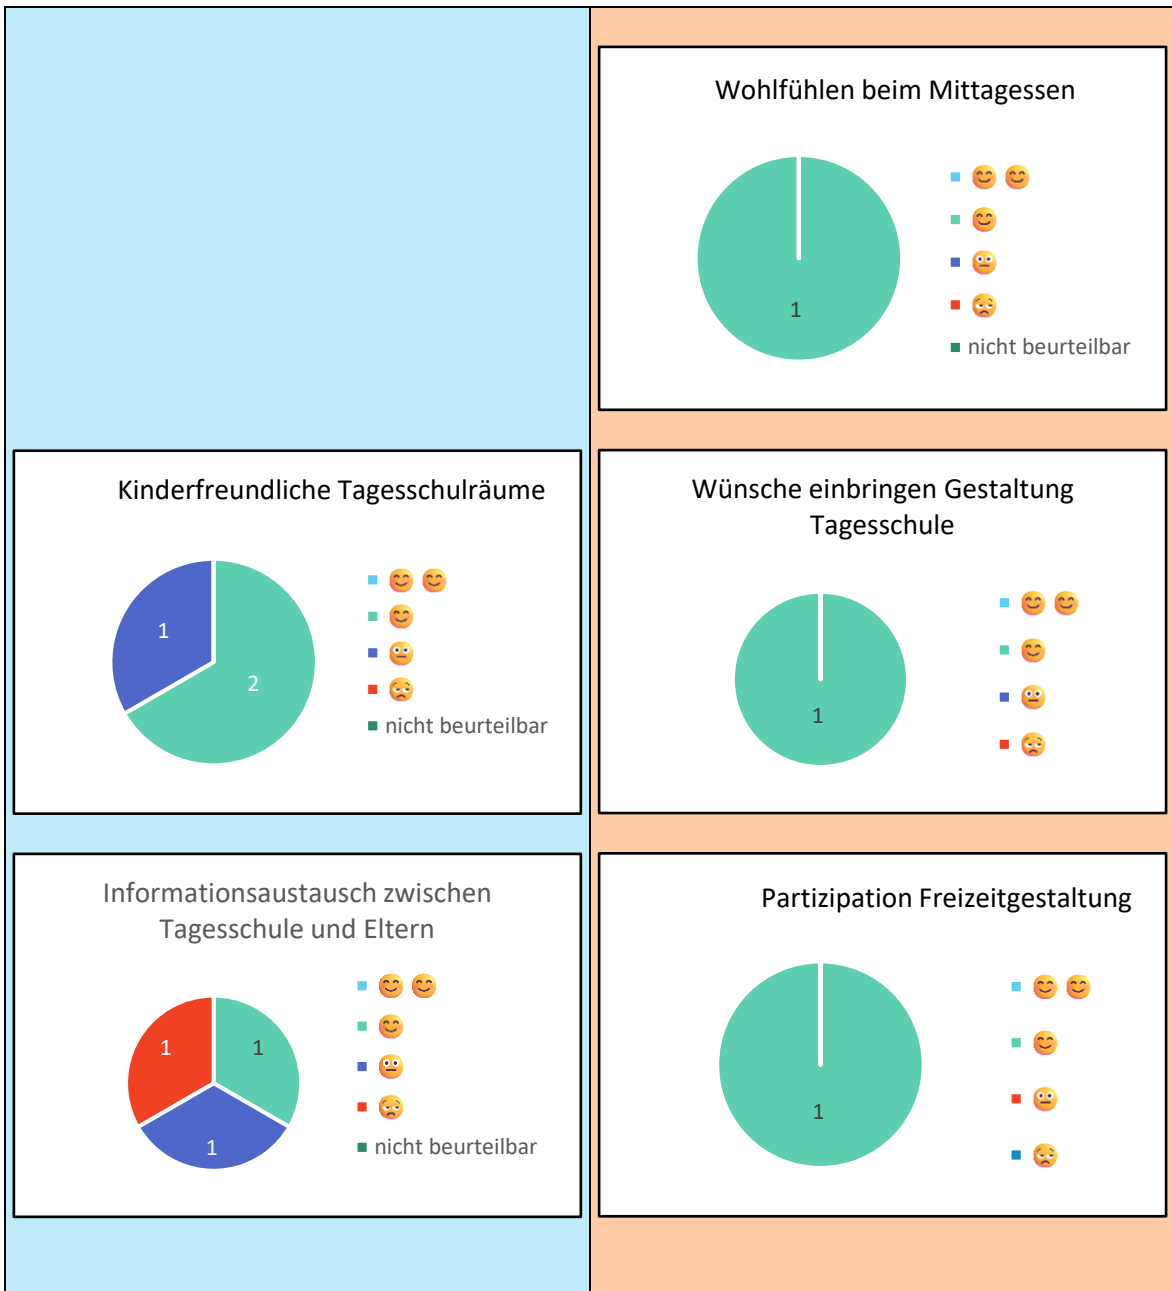 Wohlfühlen beim Mittagessen
😊 😊
😊
😐
😟
nicht beurteilbar
1
Kinderfreundliche Tagesschulräume
😊 😊
😊
😐
😟
nicht beurteilbar
1
2
Wünsche einbringen Gestaltung
Tagesschule
😊 😊
😊
😐
😟
1
Informationsaustausch zwischen
Tagesschule und Eltern
😊 😊
😊
😐
😟
nicht beurteilbar
1
1
1
Partizipation Freizeitgestaltung
😊 😊
😊
😐
😟
1